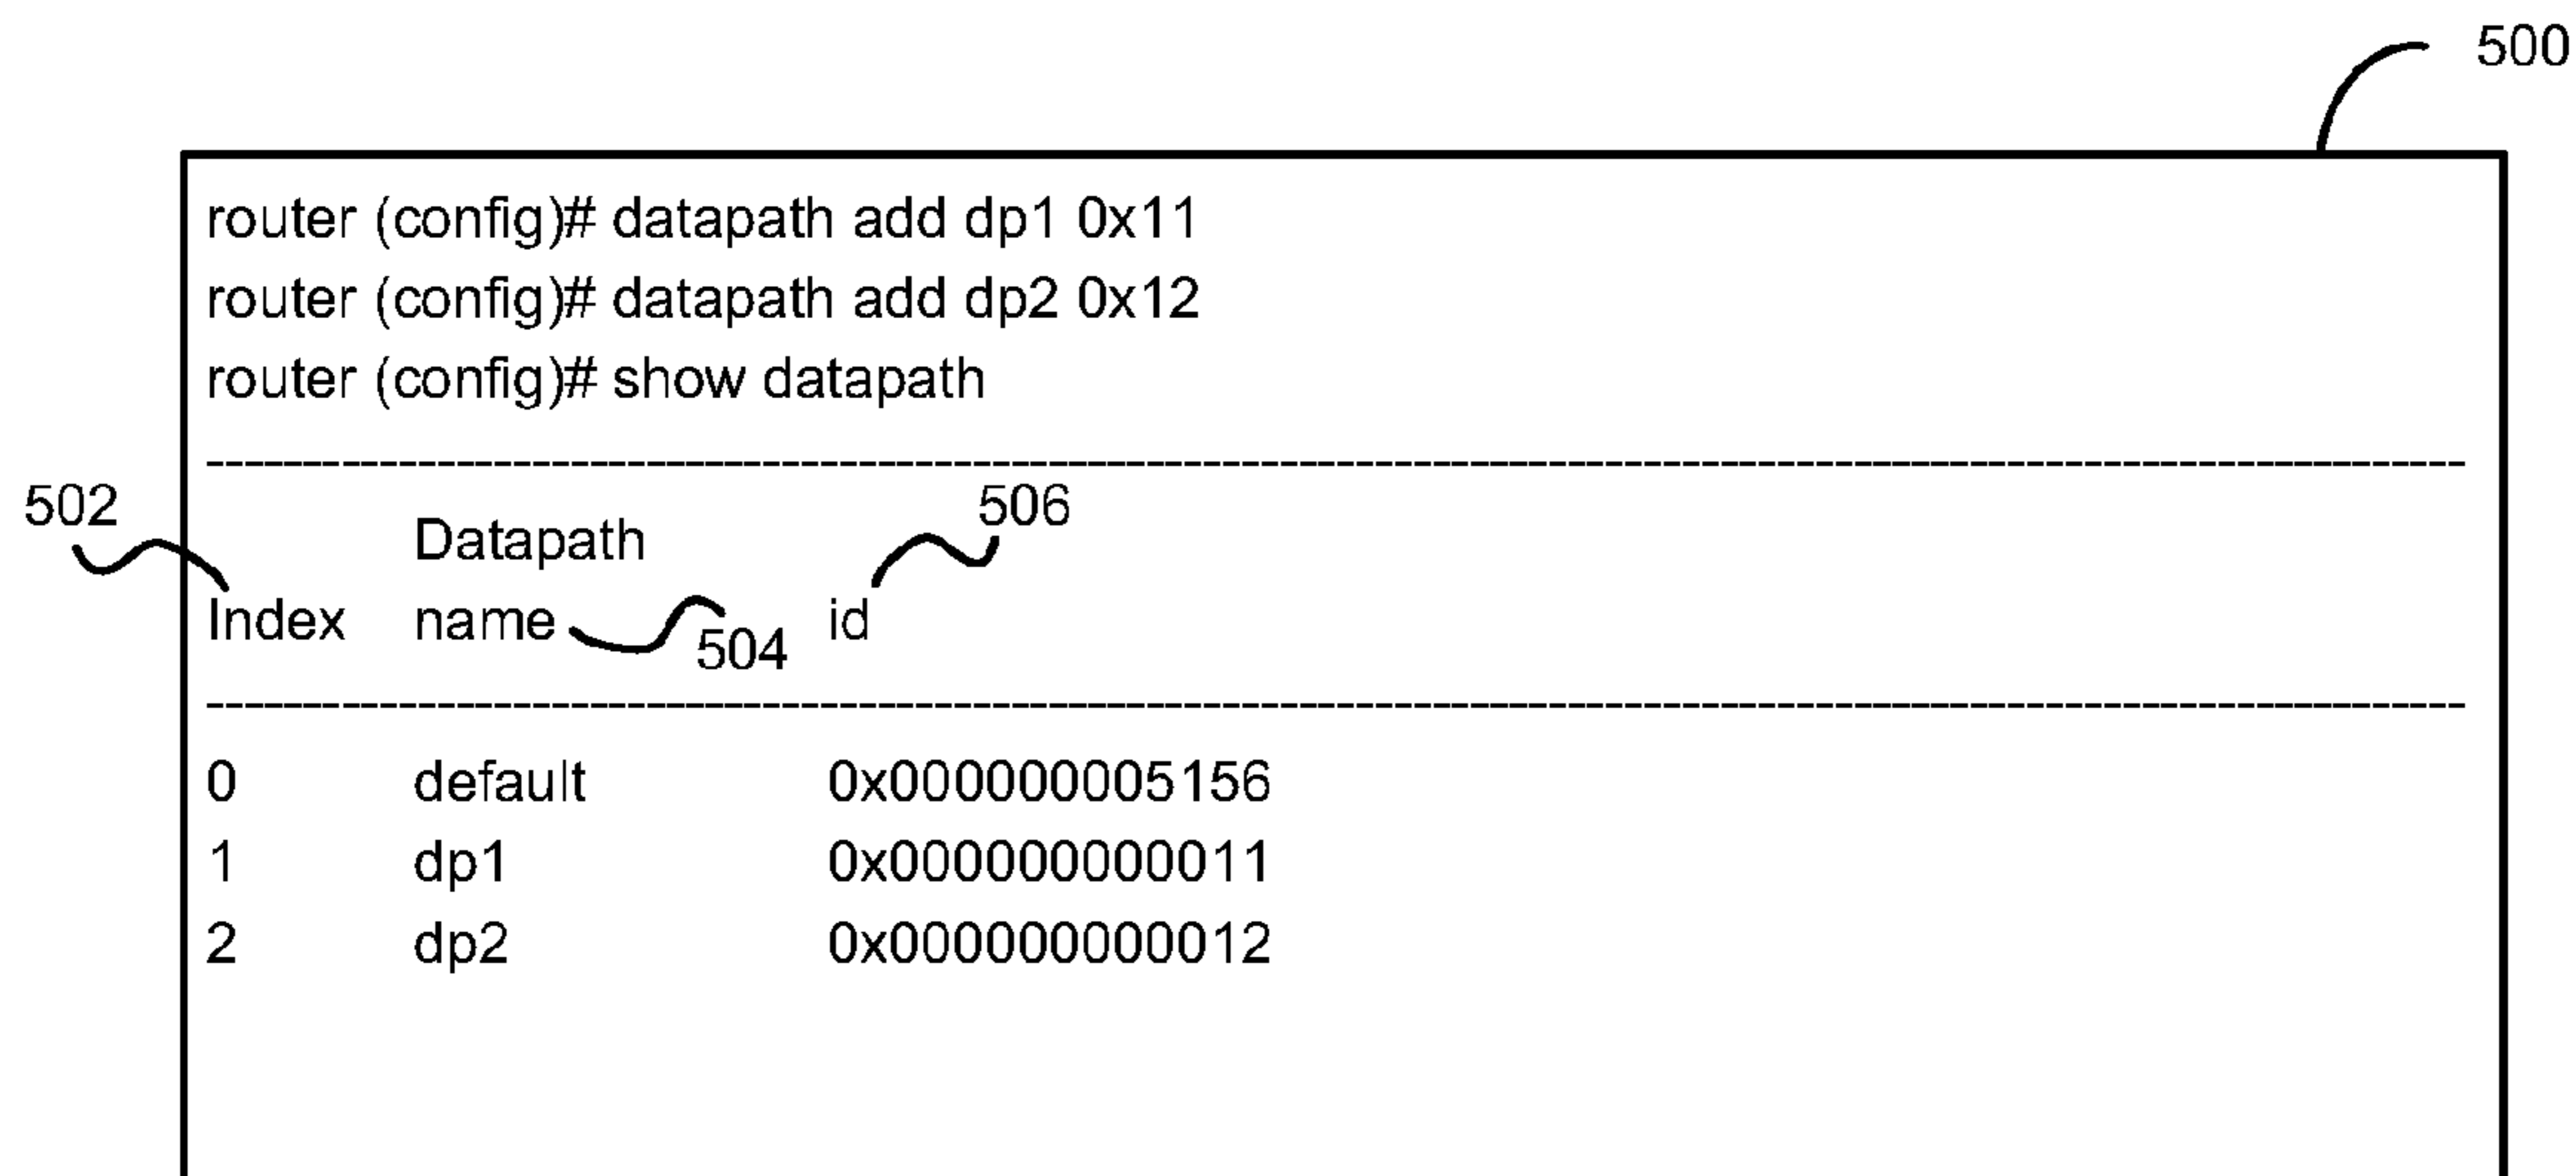 500
router (config)# datapath add dp1 0x11
router (config)# datapath add dp2 0x12
router (config)# show datapath
--------------------------------------------------------------------------------------------------------------------
502
506
Datapath
Index name 504 id
--------------------------------------------------------------------------------------------------------------------
0 default 0x000000005156
1 dp1 0x000000000011
2 dp2 0x000000000012